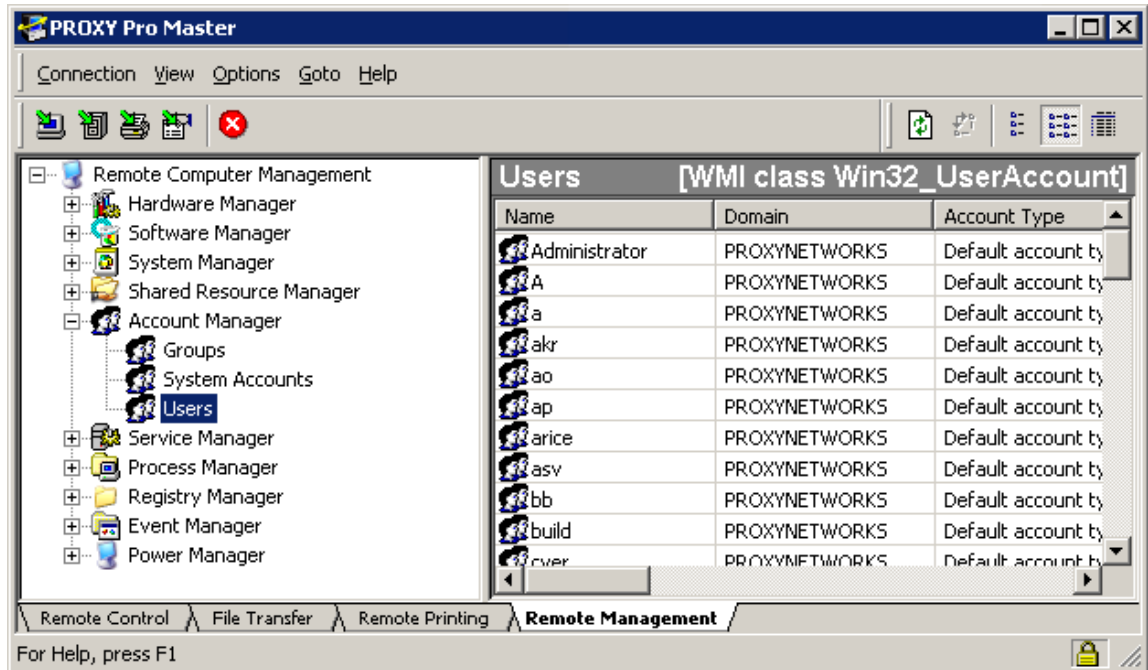 PROXY Pro Master
Connection View Options Goto Help
Remote Computer Management
Hardware Manager
Software Manager
System Manager
Shared Resource Manager
Account Manager
Groups
System Accounts
Users
Service Manager
Process Manager
Registry Manager
Event Manager
Power Manager
Users [WMI class Win32_UserAccount]
Name Domain Account Type
Administrator PROXYNETWORKS Default account ty
A PROXYNETWORKS Default account ty
a PROXYNETWORKS Default account ty
akr PROXYNETWORKS Default account ty
ao PROXYNETWORKS Default account ty
ap PROXYNETWORKS Default account ty
arice PROXYNETWORKS Default account ty
asv PROXYNETWORKS Default account ty
bb PROXYNETWORKS Default account ty
build PROXYNETWORKS Default account ty
cver PROXYNETWORKS Default account ty
Remote Control File Transfer Remote Printing Remote Management
For Help, press F1